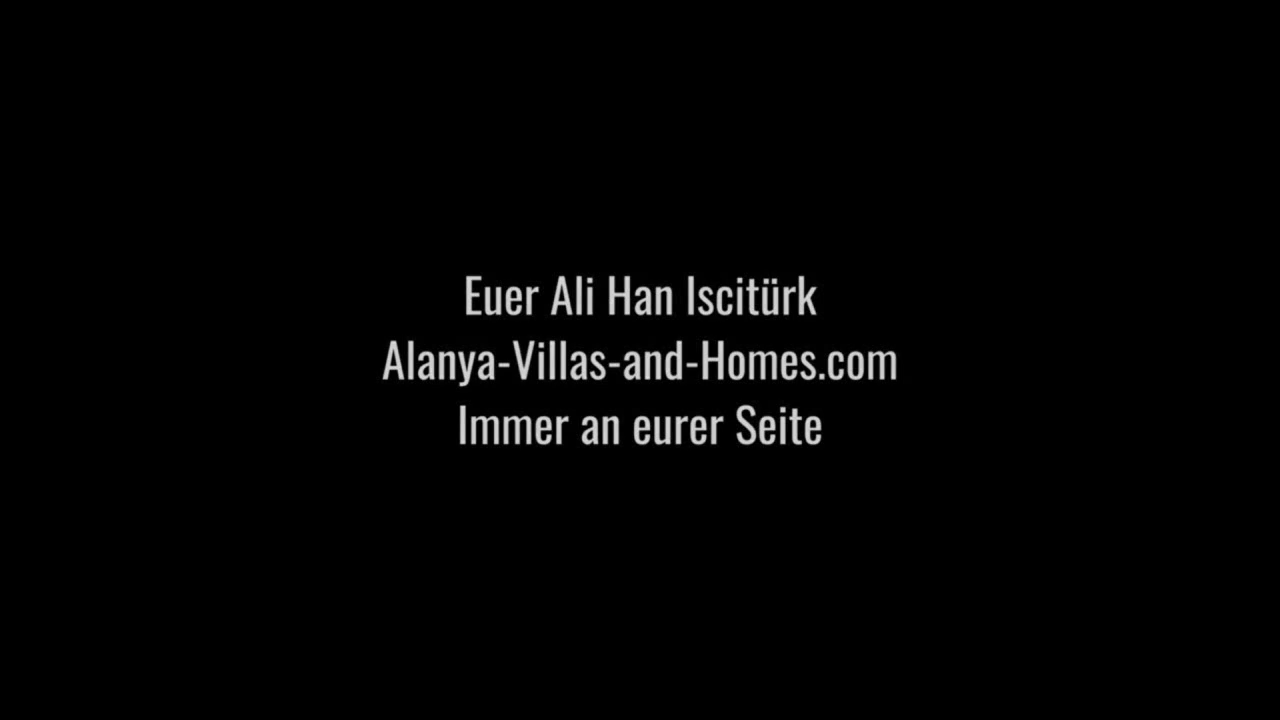 Euer Ali Han Iscitürk
Alanya-Villas-and-Homes.com
Immer an eurer Seite